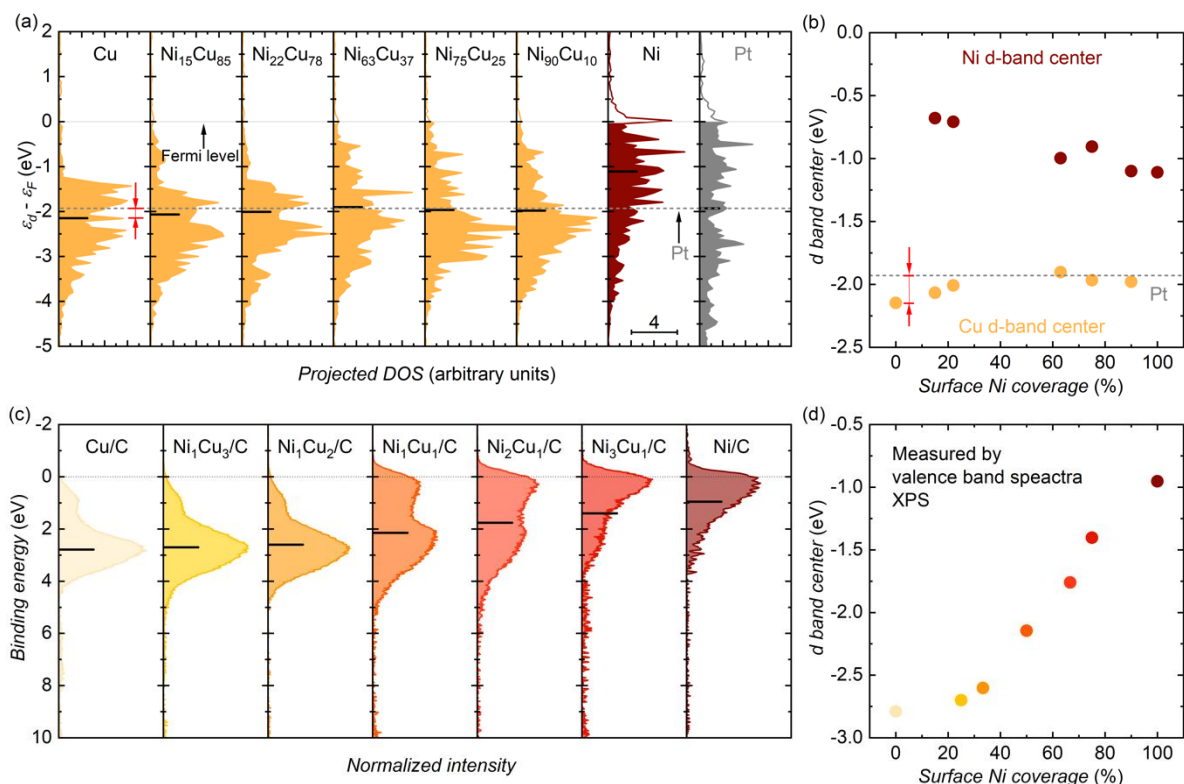 (a)
2
1
0
-1
-2
-3
-4
-5
εd - εF (eV)
Cu
Ni15Cu85
Ni22Cu78
Ni63Cu37
Ni75Cu25
Ni90Cu10
Ni
Pt
Fermi level
Pt
4
Projected DOS (arbitrary units)
(b)
0.0
-0.5
-1.0
-1.5
-2.0
-2.5
d band center (eV)
Ni d-band center
Pt
Cu d-band center
0 20 40 60 80 100
Surface Ni coverage (%)
(c)
-2
0
2
4
6
8
10
Binding energy (eV)
Cu/C
Ni1Cu3/C
Ni1Cu2/C
Ni1Cu1/C
Ni2Cu1/C
Ni3Cu1/C
Ni/C
Normalized intensity
(d)
-0.5
-1.0
-1.5
-2.0
-2.5
-3.0
d band center (eV)
Measured by
valence band speactra
XPS
0 20 40 60 80 100
Surface Ni coverage (%)